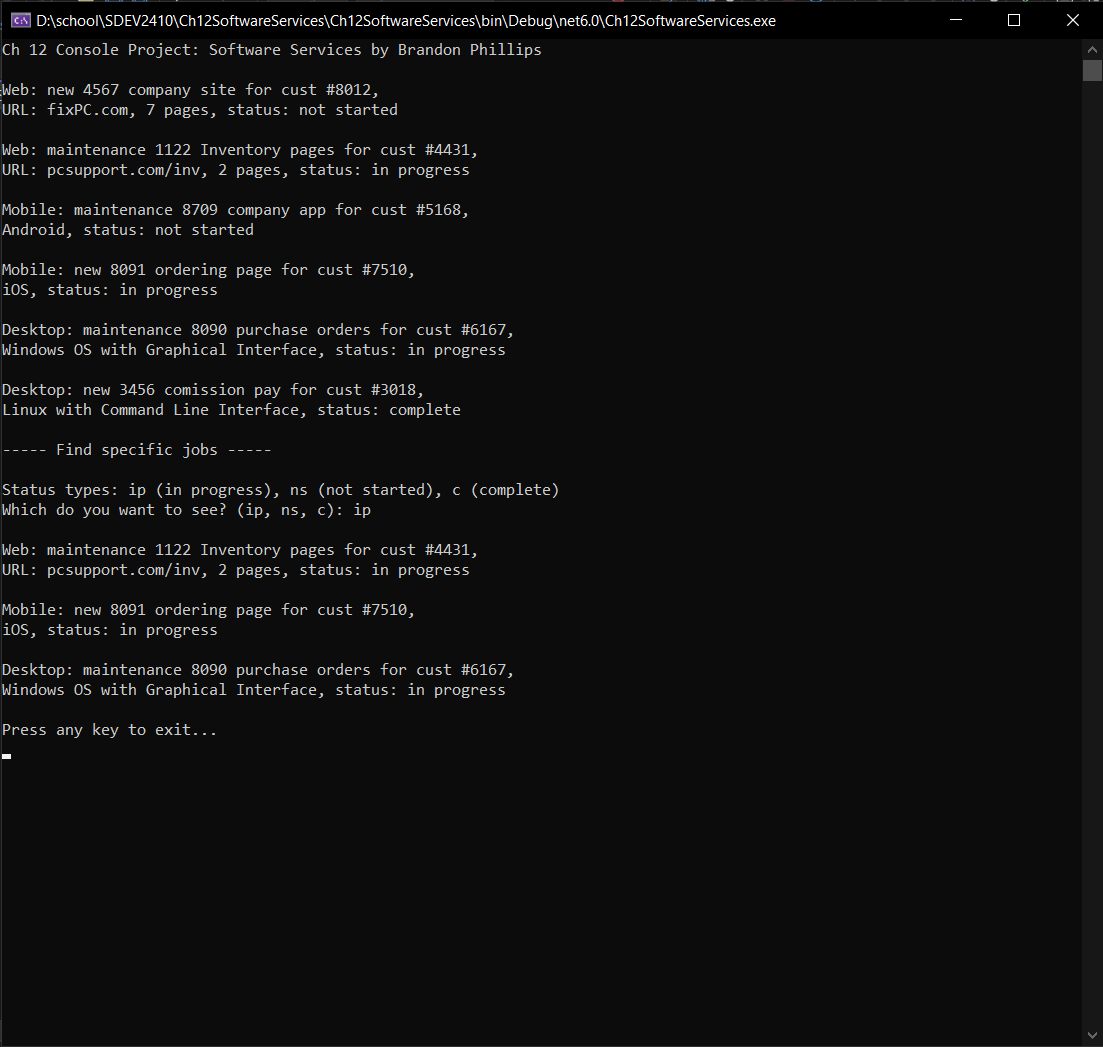 D:\school\SDEV2410\Ch12SoftwareServices\Ch12SoftwareServices\bin\Debug\net6.0\Ch12SoftwareServices.exe
Ch 12 Console Project: Software Services by Brandon Phillips
Web: new 4567 company site for cust #8012,
URL: fixPC.com, 7 pages, status: not started
Web: maintenance 1122 Inventory pages for cust #4431,
URL: pcsupport.com/inv, 2 pages, status: in progress
Mobile: maintenance 8709 company app for cust #5168,
Android, status: not started
Mobile: new 8091 ordering page for cust #7510,
iOS, status: in progress
Desktop: maintenance 8090 purchase orders for cust #6167,
Windows OS with Graphical Interface, status: in progress
Desktop: new 3456 comission pay for cust #3018,
Linux with Command Line Interface, status: complete
----- Find specific jobs -----
Status types: ip (in progress), ns (not started), c (complete)
Which do you want to see? (ip, ns, c): ip
Web: maintenance 1122 Inventory pages for cust #4431,
URL: pcsupport.com/inv, 2 pages, status: in progress
Mobile: new 8091 ordering page for cust #7510,
iOS, status: in progress
Desktop: maintenance 8090 purchase orders for cust #6167,
Windows OS with Graphical Interface, status: in progress
Press any key to exit...